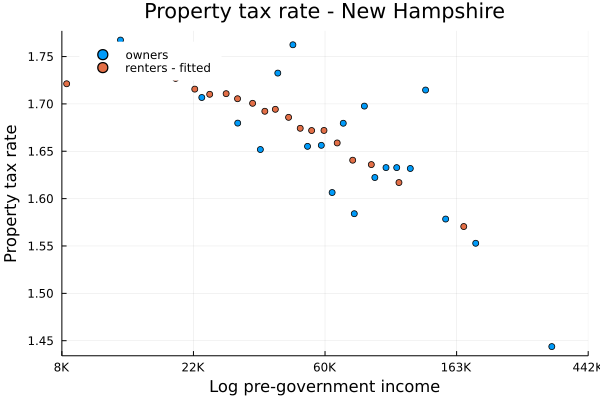 Property tax rate - New Hampshire
owners
renters - fitted
Property tax rate
1.75
1.70
1.65
1.60
1.55
1.50
1.45
8K
22K
60K
163K
442K
Log pre-government income